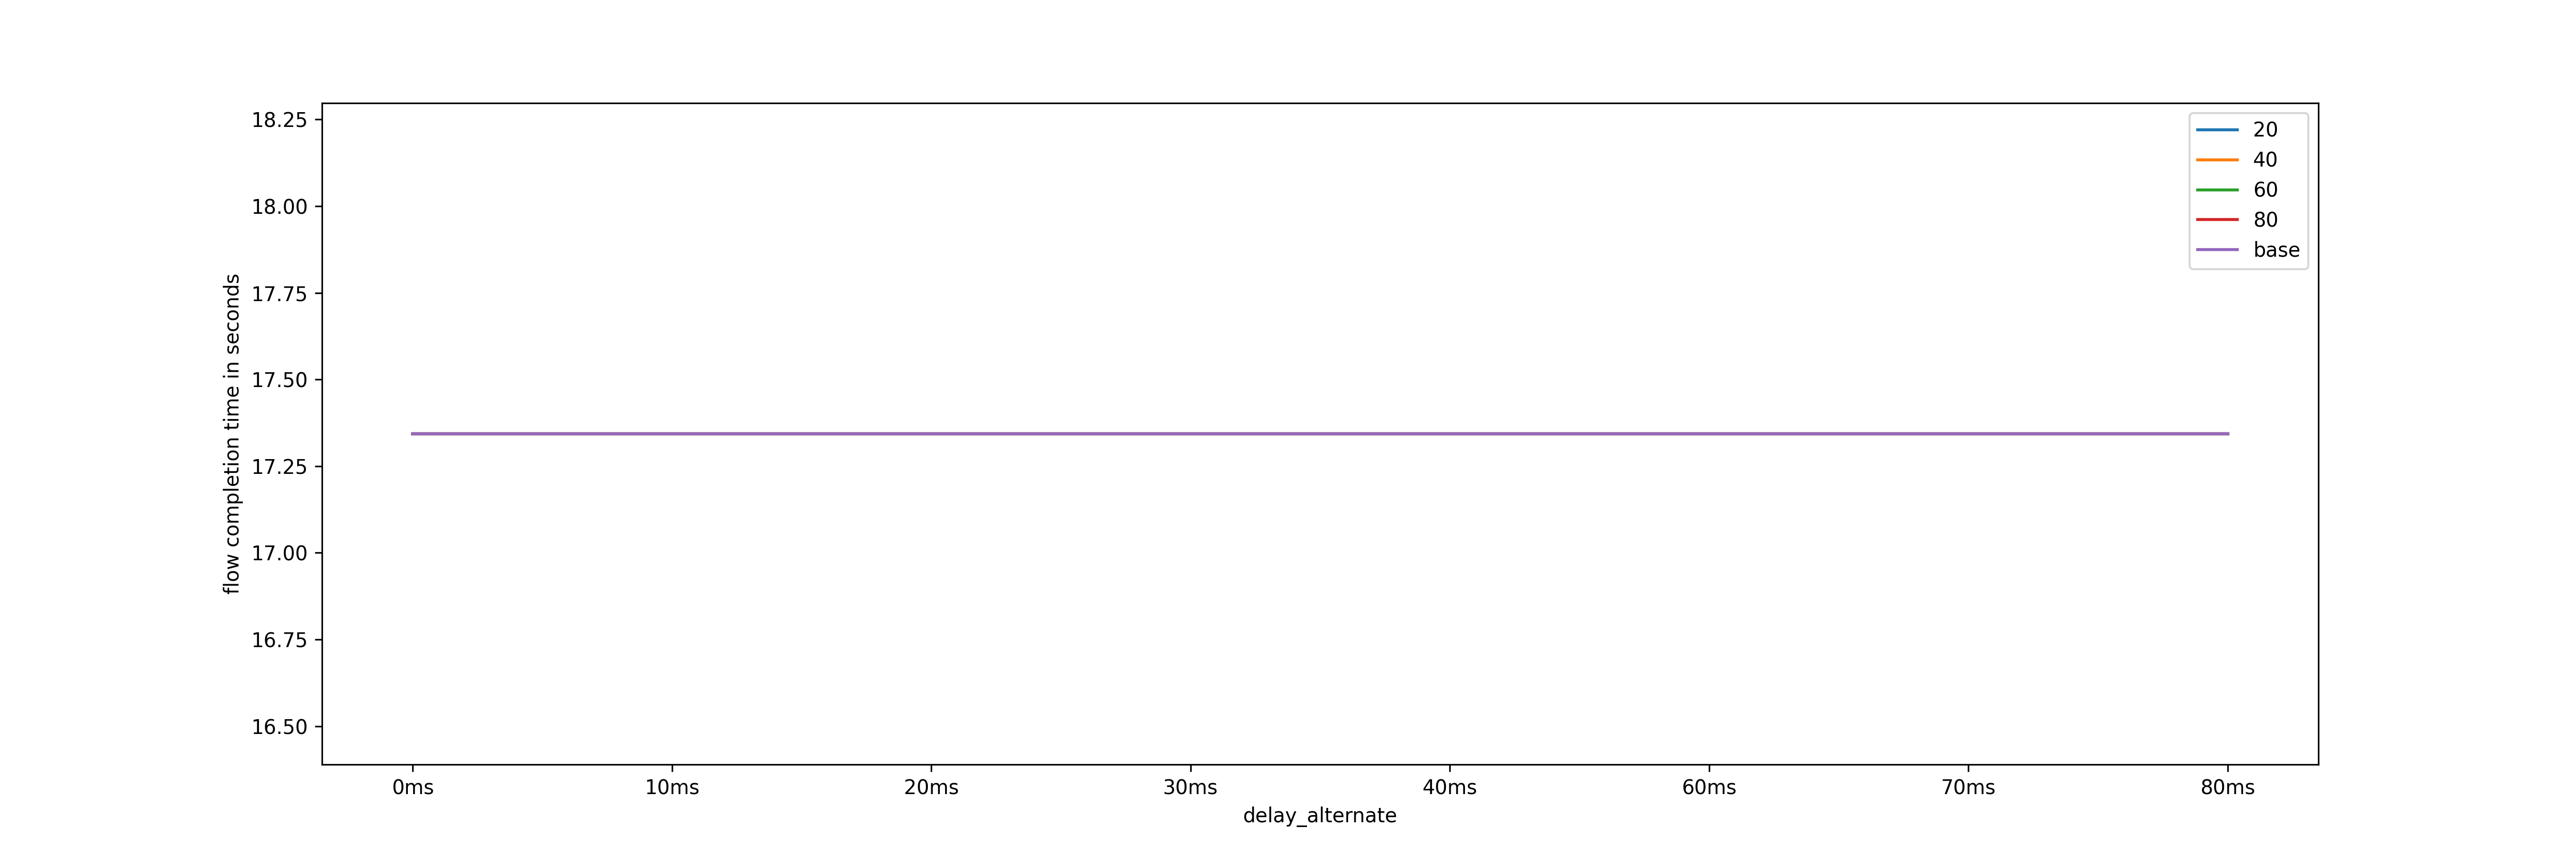 18.25
18.00
17.75
17.50
17.25
17.00
16.75
16.50
flow completion time in seconds
20
40
60
80
base
0ms
10ms
20ms
30ms
40ms
60ms
70ms
80ms
delay_alternate